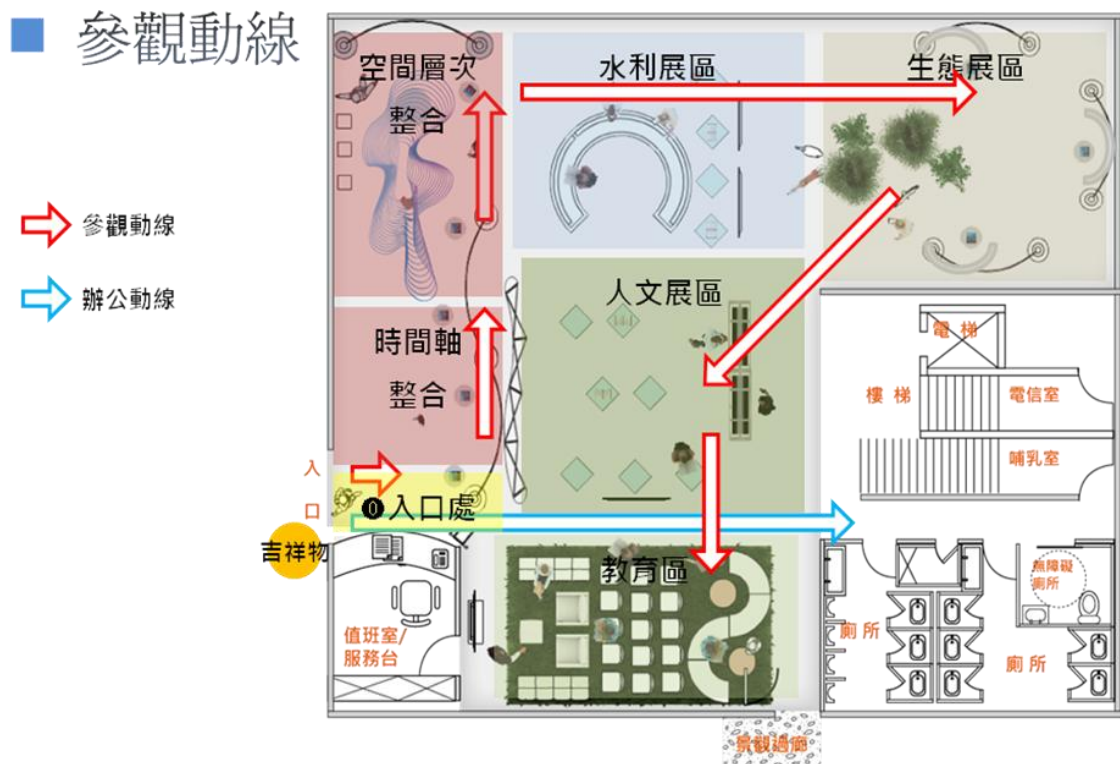 參觀動線
參觀動線
辦公動線
空間層次
整合
水利展區
生態展區
人文展區
時間軸
整合
電梯
樓梯
電信室
哺乳室
入
口
⓿入口處
吉祥物
教育區
無障礙
廁所
值班室/
服務台
廁所
廁所
景觀迴廊